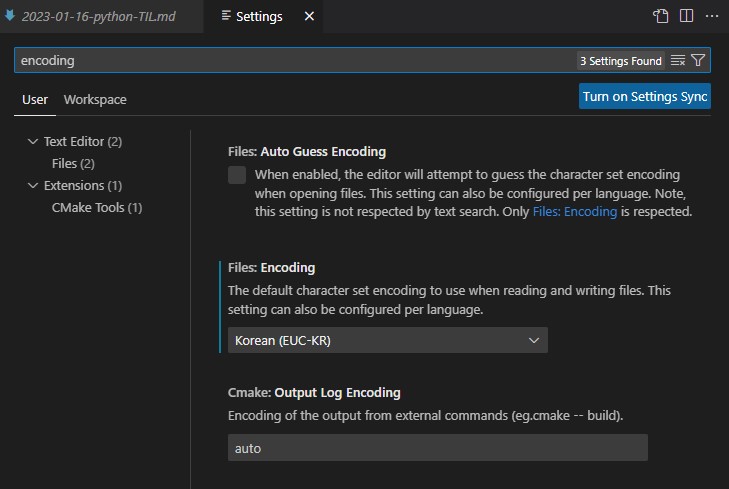 2023-01-16-python-TIL.md
Settings
encoding
3 Settings Found
User
Workspace
Turn on Settings Sync
Text Editor (2)
Files (2)
Extensions (1)
CMake Tools (1)
Files: Auto Guess Encoding
When enabled, the editor will attempt to guess the character set encoding
when opening files. This setting can also be configured per language. Note,
this setting is not respected by text search. Only Files: Encoding is respected.
Files: Encoding
The default character set encoding to use when reading and writing files. This
setting can also be configured per language.
Korean (EUC-KR)
Cmake: Output Log Encoding
Encoding of the output from external commands (eg.cmake -- build).
auto